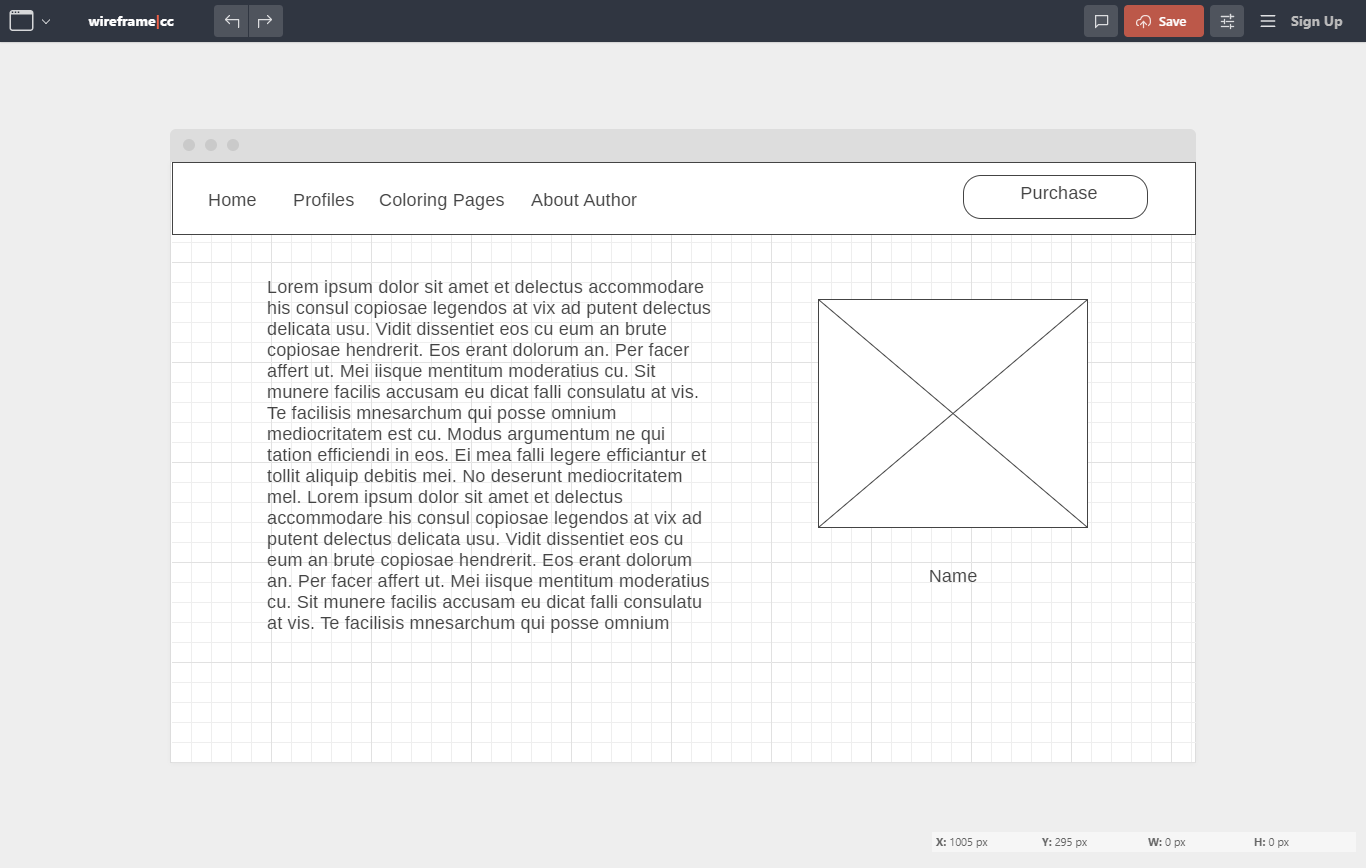 wireframe|cc
Save
Sign Up
Home Profiles Coloring Pages About Author Purchase
Lorem ipsum dolor sit amet et delectus accommodare
his consul copiosae legendos at vix ad putent delectus
delicata usu. Vidit dissentiet eos cu eum an brute
copiosae hendrerit. Eos erant dolorum an. Per facer
affert ut. Mei iisque mentitum moderatius cu. Sit
munere facilis accusam eu dicat falli consulatu at vis.
Te facilisis mnesarchum qui posse omnium
mediocritatem est cu. Modus argumentum ne qui
tation efficiendi in eos. Ei mea falli legere efficiantur et
tollit aliquip debitis mei. No deserunt mediocritatem
mel. Lorem ipsum dolor sit amet et delectus
accommodare his consul copiosae legendos at vix ad
putent delectus delicata usu. Vidit dissentiet eos cu
eum an brute copiosae hendrerit. Eos erant dolorum
an. Per facer affert ut. Mei iisque mentitum moderatius
cu. Sit munere facilis accusam eu dicat falli consulatu
at vis. Te facilisis mnesarchum qui posse omnium
Name
X: 1005 px Y: 295 px W: 0 px H: 0 px